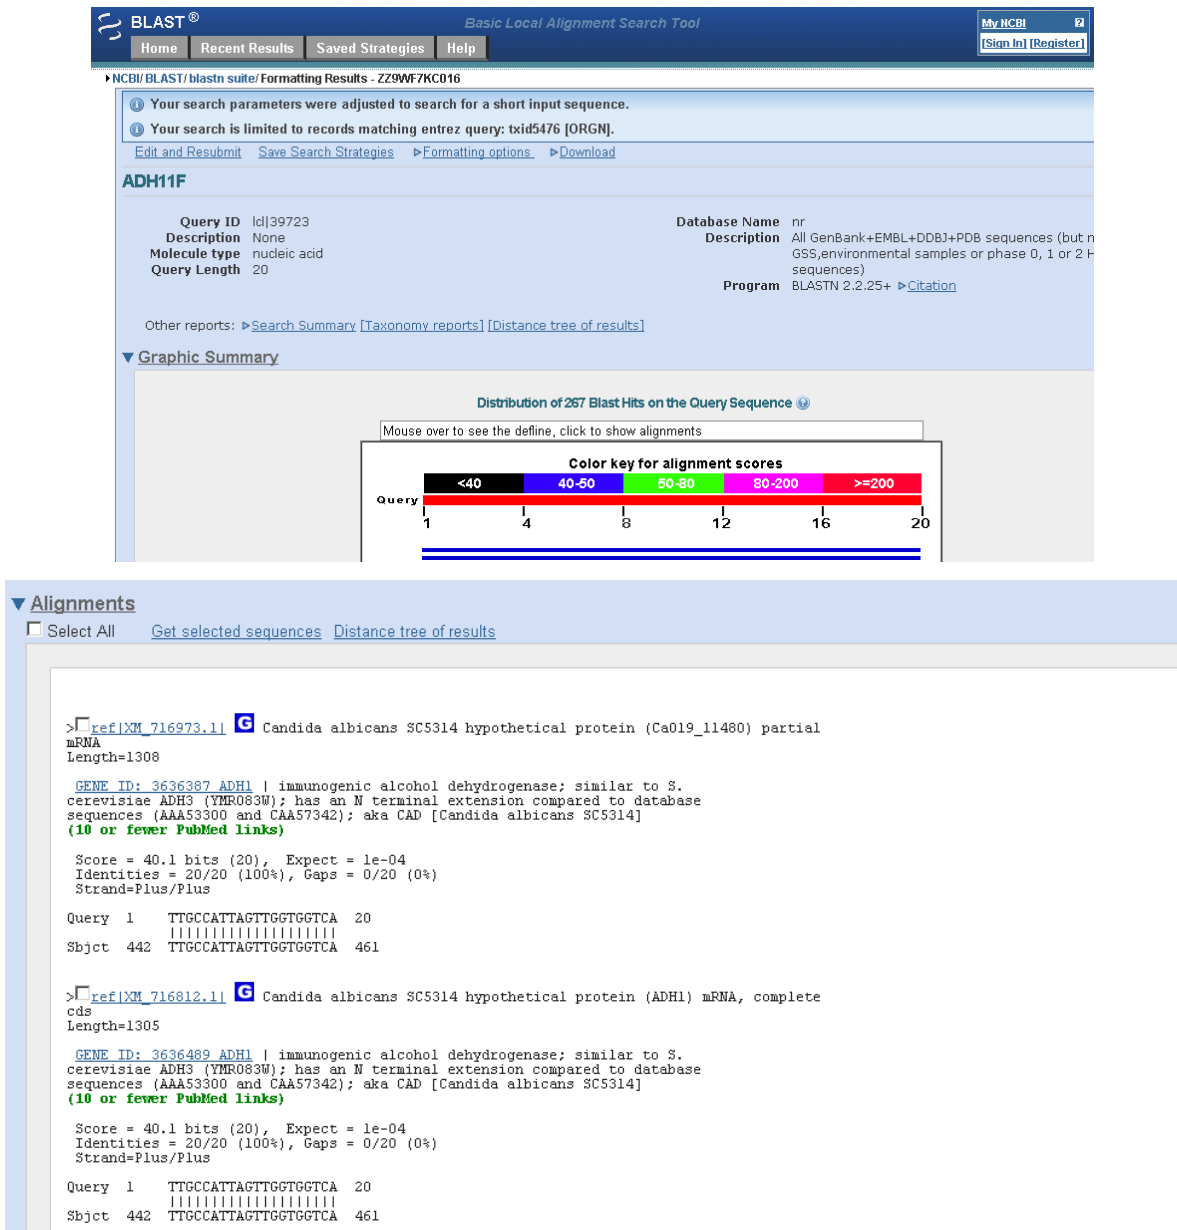 BLAST ® Basic Local Alignment Search Tool My NCBI
Home Recent Results Saved Strategies Help [Sign In] [Register]
NCBI/ BLAST/ blastn suite/ Formatting Results - ZZ9WF7KC016
Your search parameters were adjusted to search for a short input sequence.
Your search is limited to records matching entrez query: txid5476 [ORGN].
Edit and Resubmit Save Search Strategies Formatting options Download
ADH11F
Query ID lcl|39723 Database Name nr
Description None Description All GenBank+EMBL+DDBJ+PDB sequences (but n
Molecule type nucleic acid GSS,environmental samples or phase 0, 1 or 2 H
Query Length 20 sequences)
Program BLASTN 2.2.25+ Citation
Other reports: Search Summary [Taxonomy reports] [Distance tree of results]
Graphic Summary
Distribution of 267 Blast Hits on the Query Sequence
Mouse over to see the defline, click to show alignments
Color key for alignment scores
<40 40-50 50-80 80-200 >=200
Query
1 4 8 12 16 20
Alignments
Select All Get selected sequences Distance tree of results
>ref|XM_716973.1| G Candida albicans SC5314 hypothetical protein (CaO19_11480) partial
mRNA
Length=1308
GENE ID: 3636387 ADH1 | immunogenic alcohol dehydrogenase; similar to S.
cerevisiae ADH3 (YMR083W); has an N terminal extension compared to database
sequences (AAA53300 and CAA57342); aka CAD [Candida albicans SC5314]
(10 or fewer PubMed links)
Score = 40.1 bits (20), Expect = 1e-04
Identities = 20/20 (100%), Gaps = 0/20 (0%)
Strand=Plus/Plus
Query 1 TTGCCATTAGTTGGTGGTCA 20
||||||||||||||||||||
Sbjct 442 TTGCCATTAGTTGGTGGTCA 461
>ref|XM_716812.1| G Candida albicans SC5314 hypothetical protein (ADH1) mRNA, complete
cds
Length=1305
GENE ID: 3636489 ADH1 | immunogenic alcohol dehydrogenase; similar to S.
cerevisiae ADH3 (YMR083W); has an N terminal extension compared to database
sequences (AAA53300 and CAA57342); aka CAD [Candida albicans SC5314]
(10 or fewer PubMed links)
Score = 40.1 bits (20), Expect = 1e-04
Identities = 20/20 (100%), Gaps = 0/20 (0%)
Strand=Plus/Plus
Query 1 TTGCCATTAGTTGGTGGTCA 20
||||||||||||||||||||
Sbjct 442 TTGCCATTAGTTGGTGGTCA 461